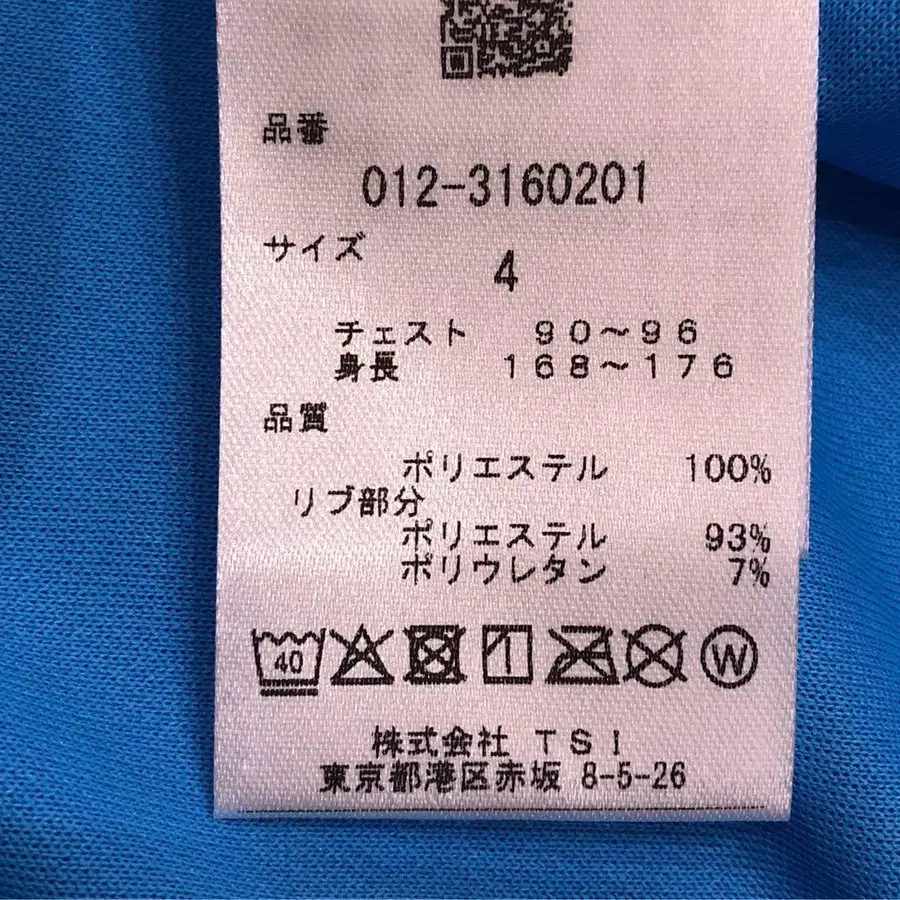 品番
012-3160201
サイズ
4
チェスト 90〜96
身長 168〜176
品質
ポリエステル 100%
リブ部分
ポリエステル 93%
ポリウレタン 7%
40
W
株式会社 TSI
東京都港区赤坂 8-5-26